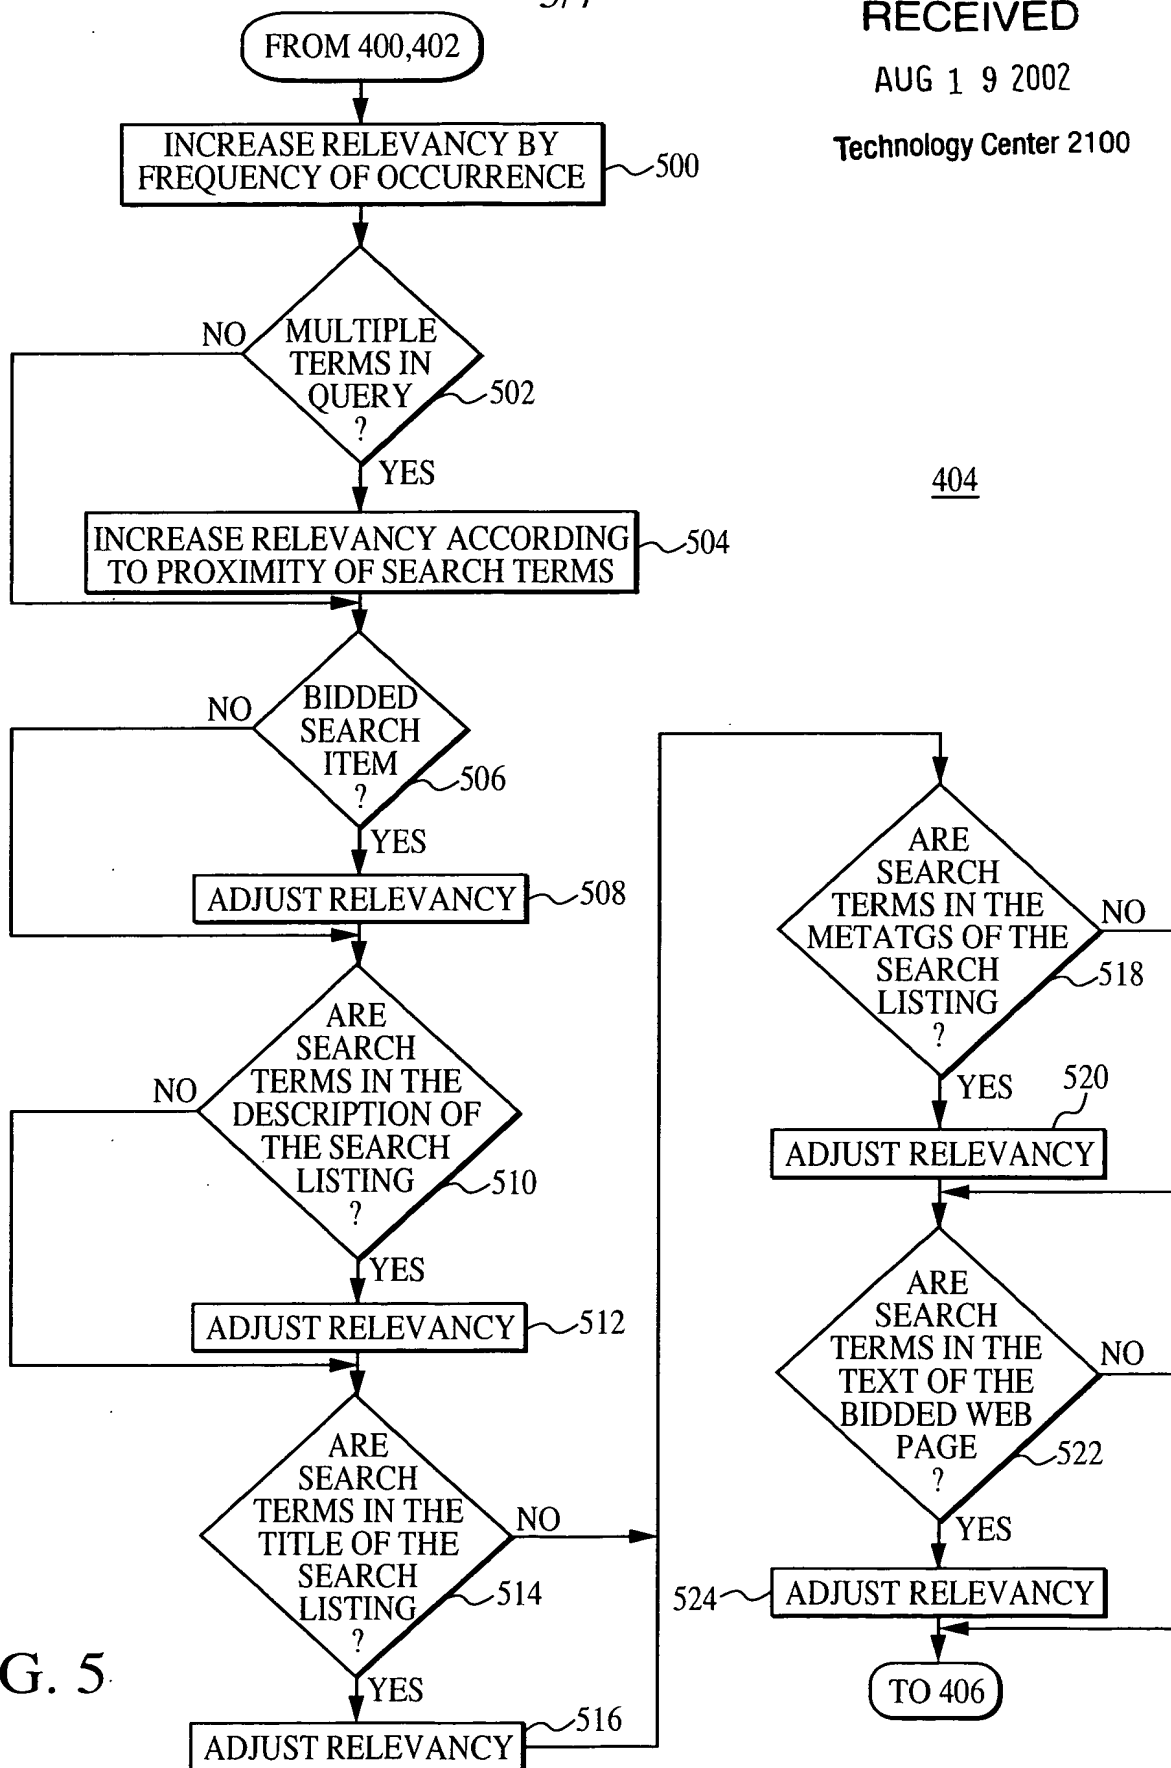 RECEIVED
AUG 1 9 2002
Technology Center 2100
FROM 400,402
INCREASE RELEVANCY BY
FREQUENCY OF OCCURRENCE
500
MULTIPLE
TERMS IN
QUERY
?
502
NO
YES
404
INCREASE RELEVANCY ACCORDING
TO PROXIMITY OF SEARCH TERMS
504
BIDDED
SEARCH
ITEM
?
506
NO
YES
ADJUST RELEVANCY
508
ARE
SEARCH
TERMS IN THE
DESCRIPTION OF
THE SEARCH
LISTING
?
510
NO
YES
ADJUST RELEVANCY
512
ARE
SEARCH
TERMS IN THE
TITLE OF THE
SEARCH
LISTING
?
514
NO
YES
ADJUST RELEVANCY
516
ARE
SEARCH
TERMS IN THE
METATGS OF THE
SEARCH
LISTING
?
518
NO
YES
520
ADJUST RELEVANCY
ARE
SEARCH
TERMS IN THE
TEXT OF THE
BIDDED WEB
PAGE
?
522
NO
YES
524
ADJUST RELEVANCY
TO 406
G. 5